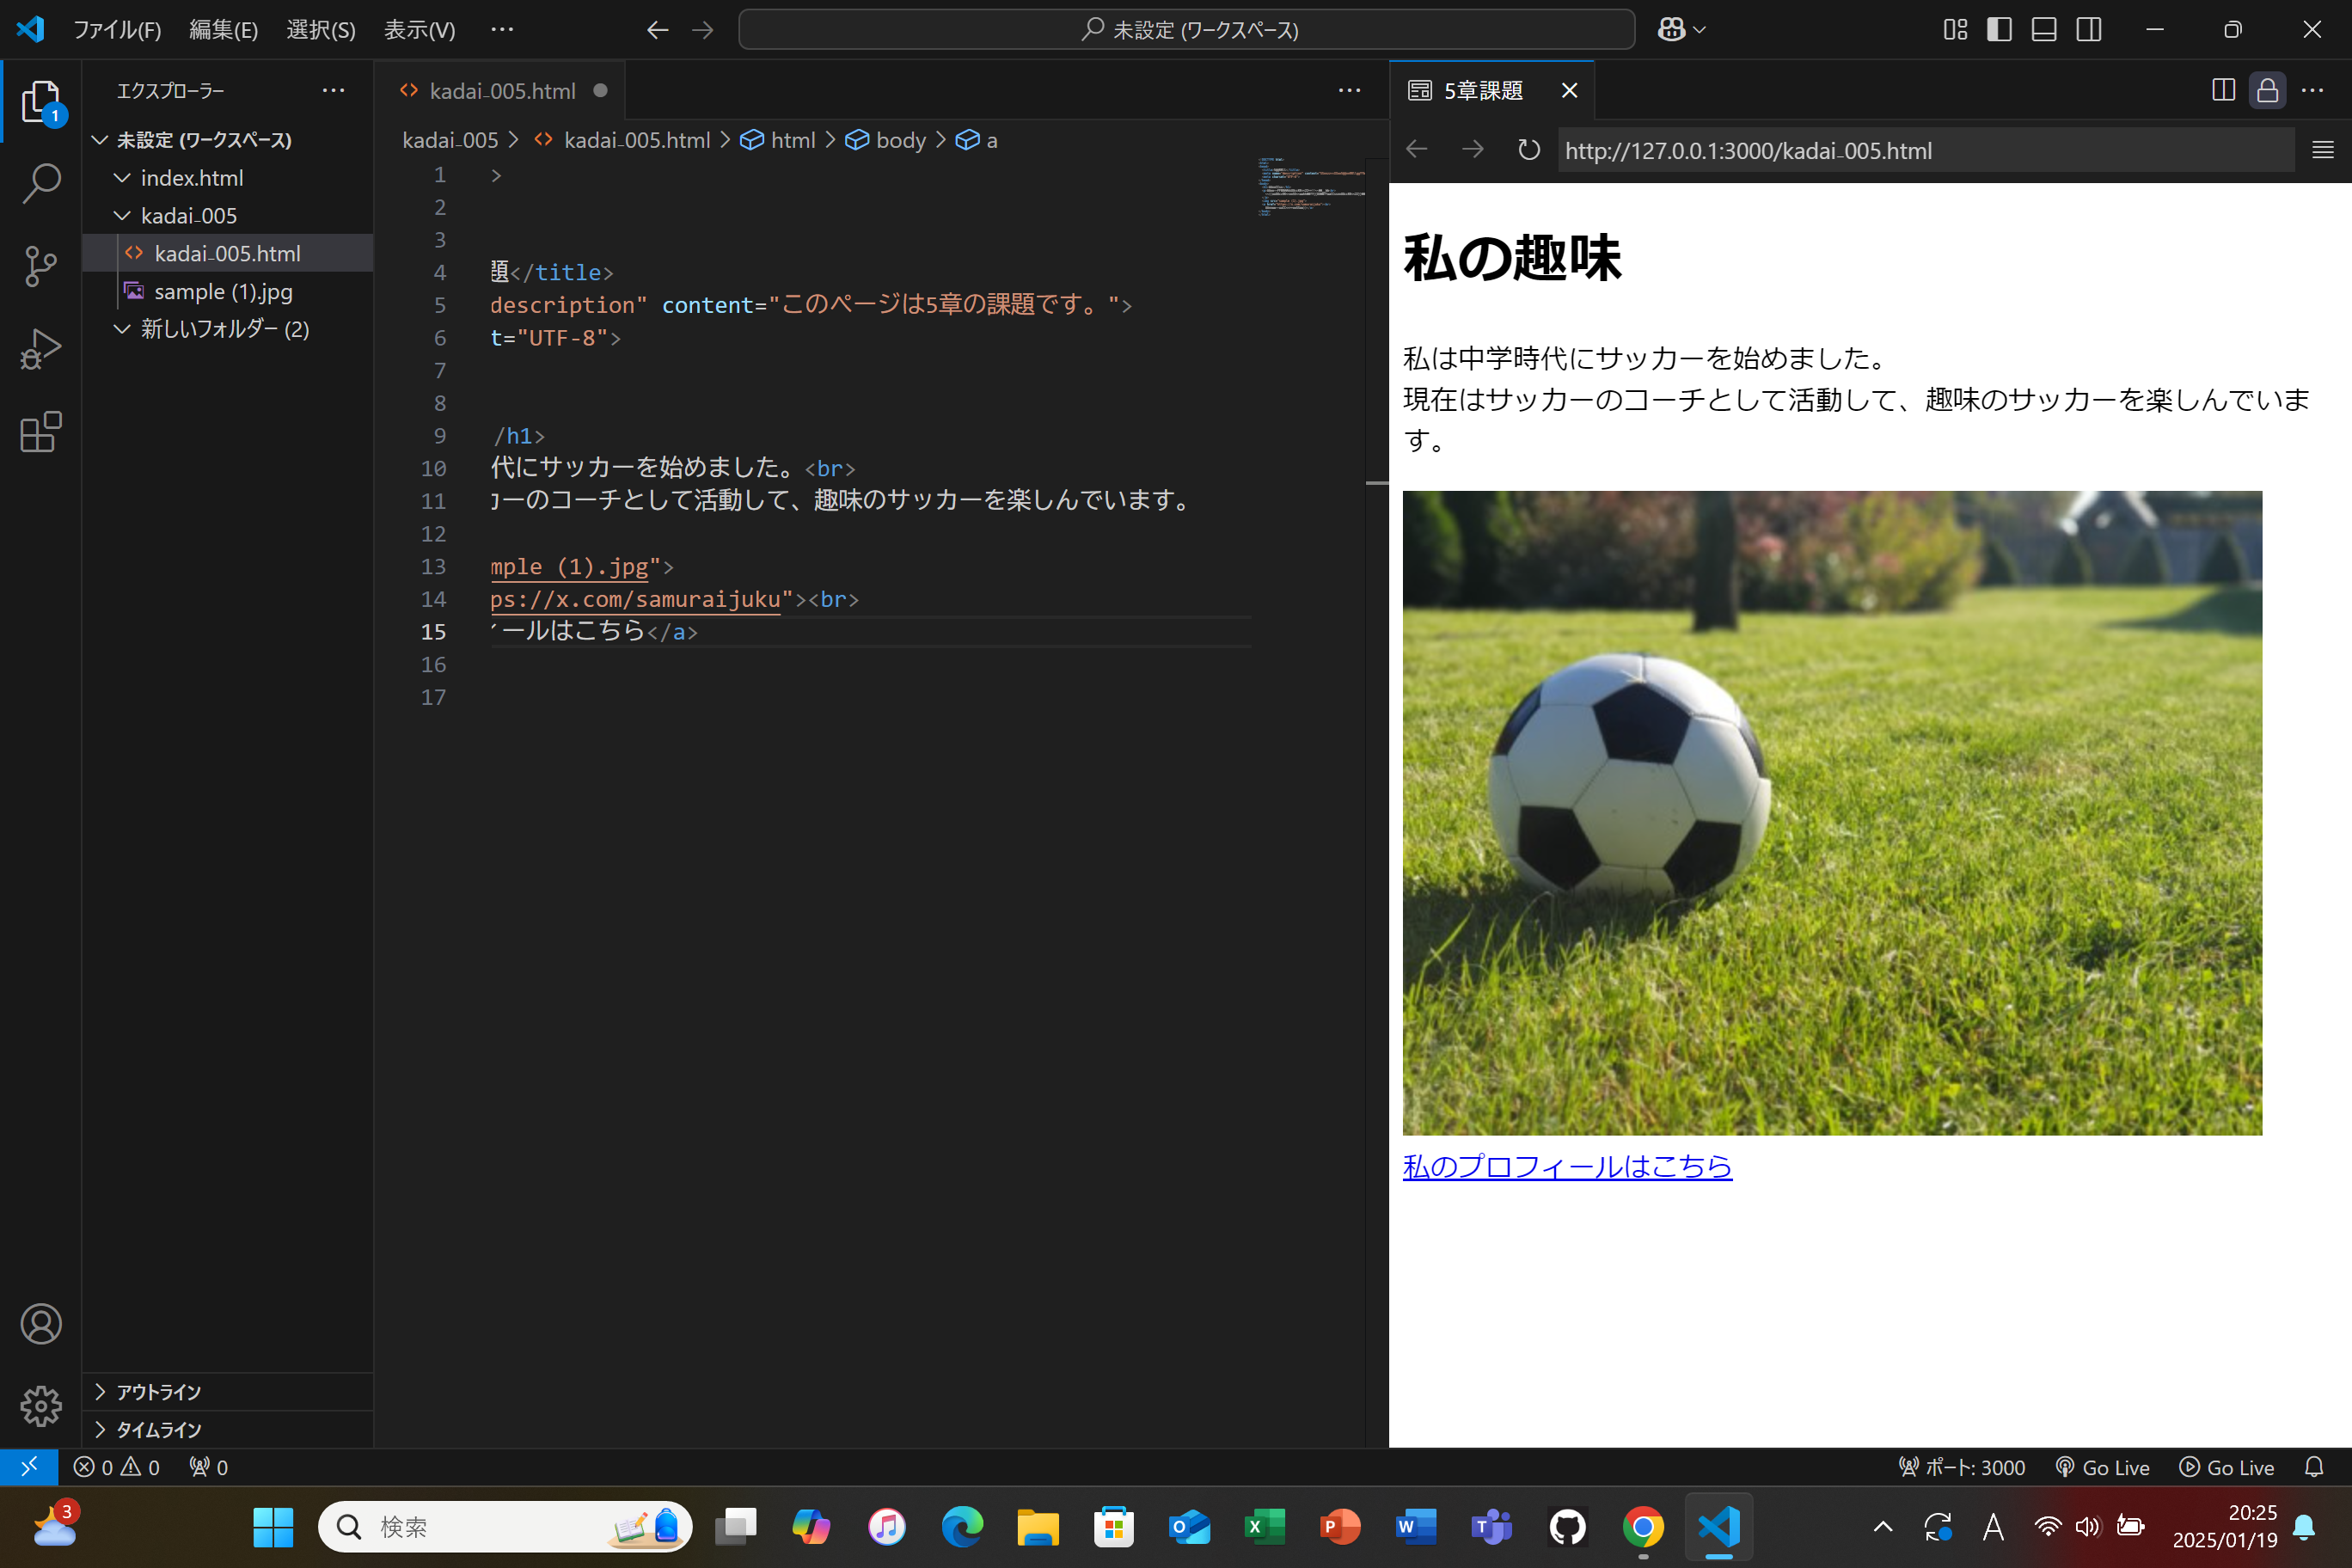 ファイル(F) 編集(E) 選択(S) 表示(V) ··· 未設定 (ワークスペース)
エクスプローラー ···
未設定 (ワークスペース)
index.html
kadai_005
kadai_005.html
sample (1).jpg
新しいフォルダー (2)
アウトライン
タイムライン
1
kadai_005.html
kadai_005 > kadai_005.html > html > body > a
1 >
2
3
4 題</title>
5 description" content="このページは5章の課題です。">
6 t="UTF-8">
7
8
9 /h1>
10 代にサッカーを始めました。<br>
11 カーのコーチとして活動して、趣味のサッカーを楽しんでいます。
12
13 mple (1).jpg">
14 ps://x.com/samuraijuku"><br>
15 ィールはこちら</a>
16
17
5章課題
http://127.0.0.1:3000/kadai_005.html
私の趣味
私は中学時代にサッカーを始めました。
現在はサッカーのコーチとして活動して、趣味のサッカーを楽しんでいま
す。
私のプロフィールはこちら
0 0 0 ポート: 3000 Go Live Go Live
3 検索 A 20:25
2025/01/19